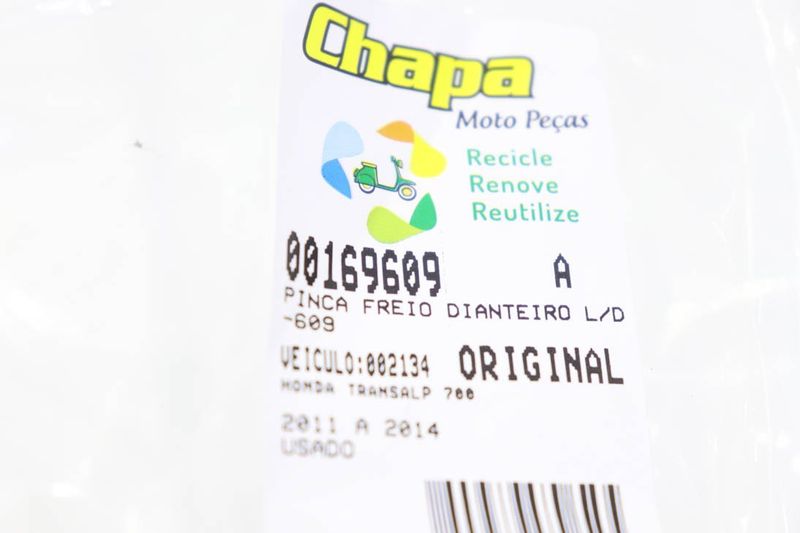 Chapa
Moto Peças
Recicle
Renove
Reutilize
00169609 A
PINCA FREIO DIANTEIRO L/D
-609
VEICULO:002134 ORIGINAL
HONDA TRANSALP 700
2011 A 2014
USADO